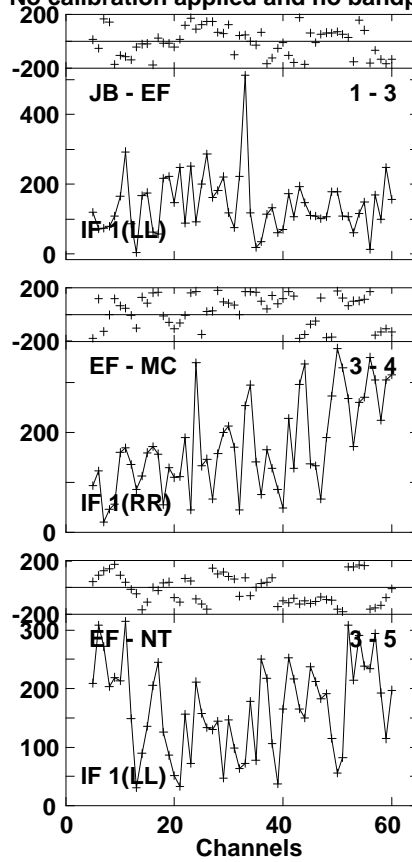 No calibration applied and no bandp
-200
JB - EF 1 - 3
400
200
IF 1(LL)
0
200
-200
EF - MC 3 - 4
200
IF 1(RR)
0
200
-200
300
EF - NT 3 - 5
200
100
IF 1(LL)
0
0 20 40 60
Channels